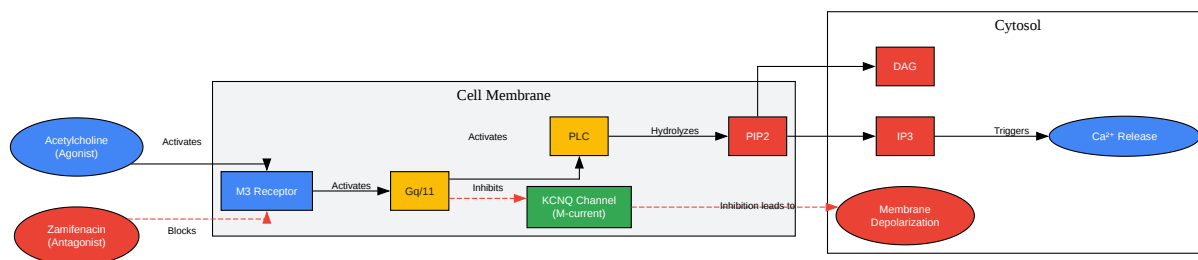 Cytosol
DAG
Cell Membrane
Acetylcholine
(Agonist)
Activates
Activates
PLC
Hydrolyzes
PIP2
IP3
Triggers
Ca²⁺ Release
M3 Receptor
Activates
Gq/11
Inhibits
KCNQ Channel
(M-current)
Inhibition leads to
Membrane
Depolarization
Zamifenacin
(Antagonist)
Blocks